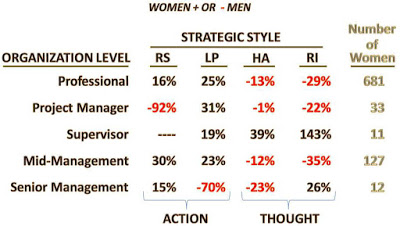 WOMEN + OR - MEN
STRATEGIC STYLE
Number of Women
ORGANIZATION LEVEL RS LP HA RI
Professional 16% 25% -13% -29% 681
Project Manager -92% 31% -1% -22% 33
Supervisor ---- 19% 39% 143% 11
Mid-Management 30% 23% -12% -35% 127
Senior Management 15% -70% -23% 26% 12
ACTION THOUGHT